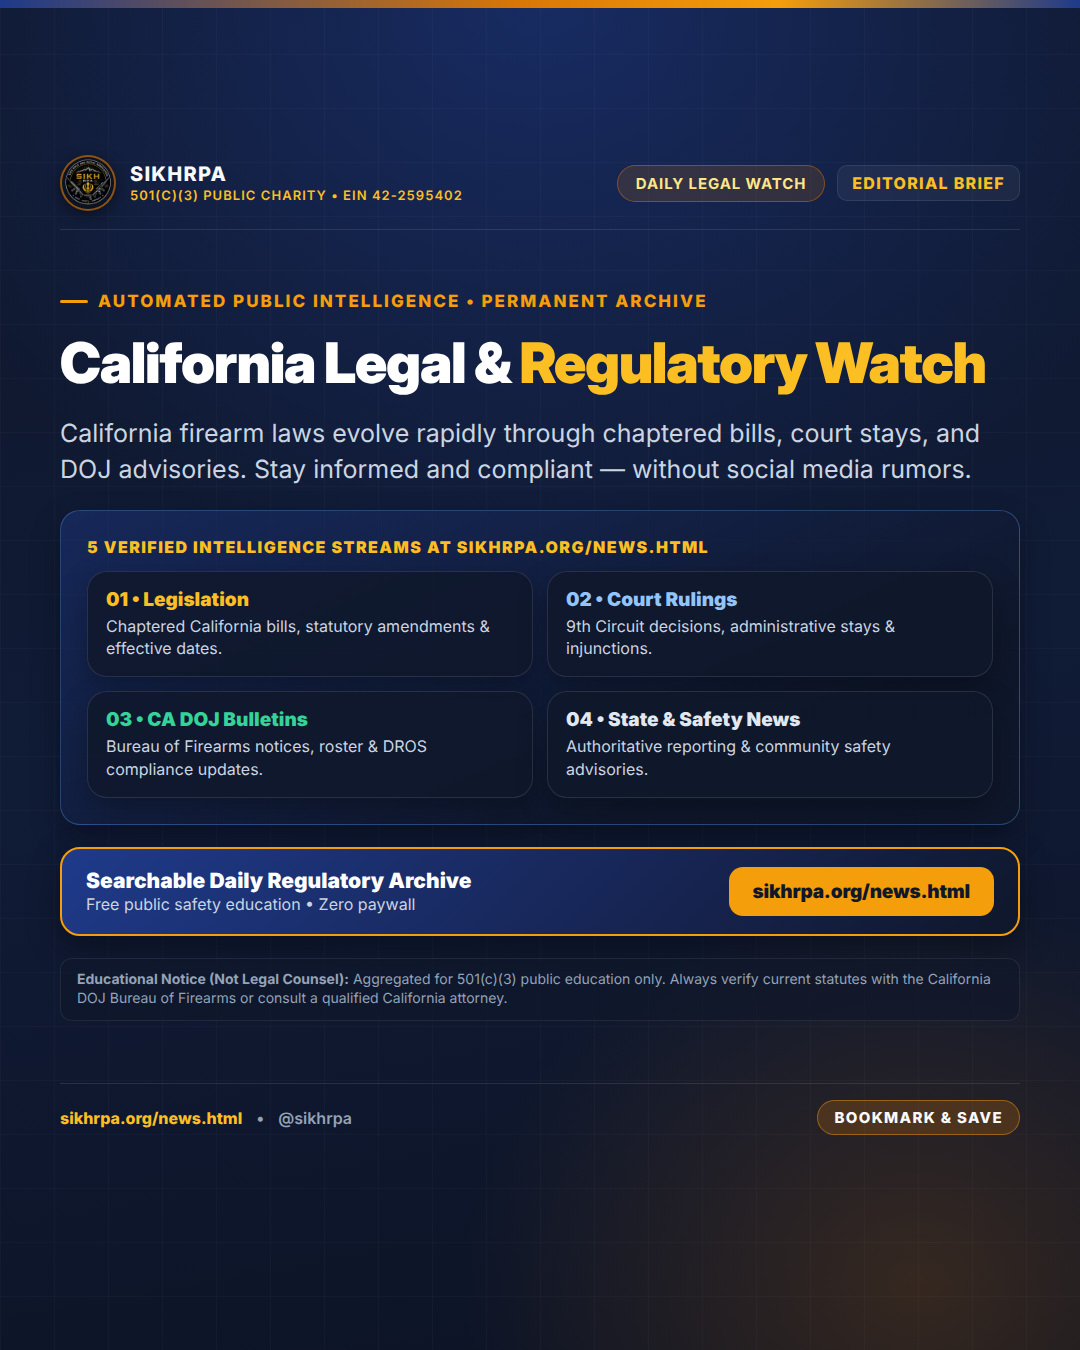 SIKH
SIKHRPA
501(C)(3) PUBLIC CHARITY • EIN 42-2595402
DAILY LEGAL WATCH
EDITORIAL BRIEF
AUTOMATED PUBLIC INTELLIGENCE • PERMANENT ARCHIVE
California Legal & Regulatory Watch
California firearm laws evolve rapidly through chaptered bills, court stays, and
DOJ advisories. Stay informed and compliant — without social media rumors.
5 VERIFIED INTELLIGENCE STREAMS AT SIKHRPA.ORG/NEWS.HTML
01 • Legislation
Chaptered California bills, statutory amendments &
effective dates.
02 • Court Rulings
9th Circuit decisions, administrative stays &
injunctions.
03 • CA DOJ Bulletins
Bureau of Firearms notices, roster & DROS
compliance updates.
04 • State & Safety News
Authoritative reporting & community safety
advisories.
Searchable Daily Regulatory Archive
Free public safety education • Zero paywall
sikhrpa.org/news.html
Educational Notice (Not Legal Counsel): Aggregated for 501(c)(3) public education only. Always verify current statutes with the California
DOJ Bureau of Firearms or consult a qualified California attorney.
sikhrpa.org/news.html • @sikhrpa
BOOKMARK & SAVE